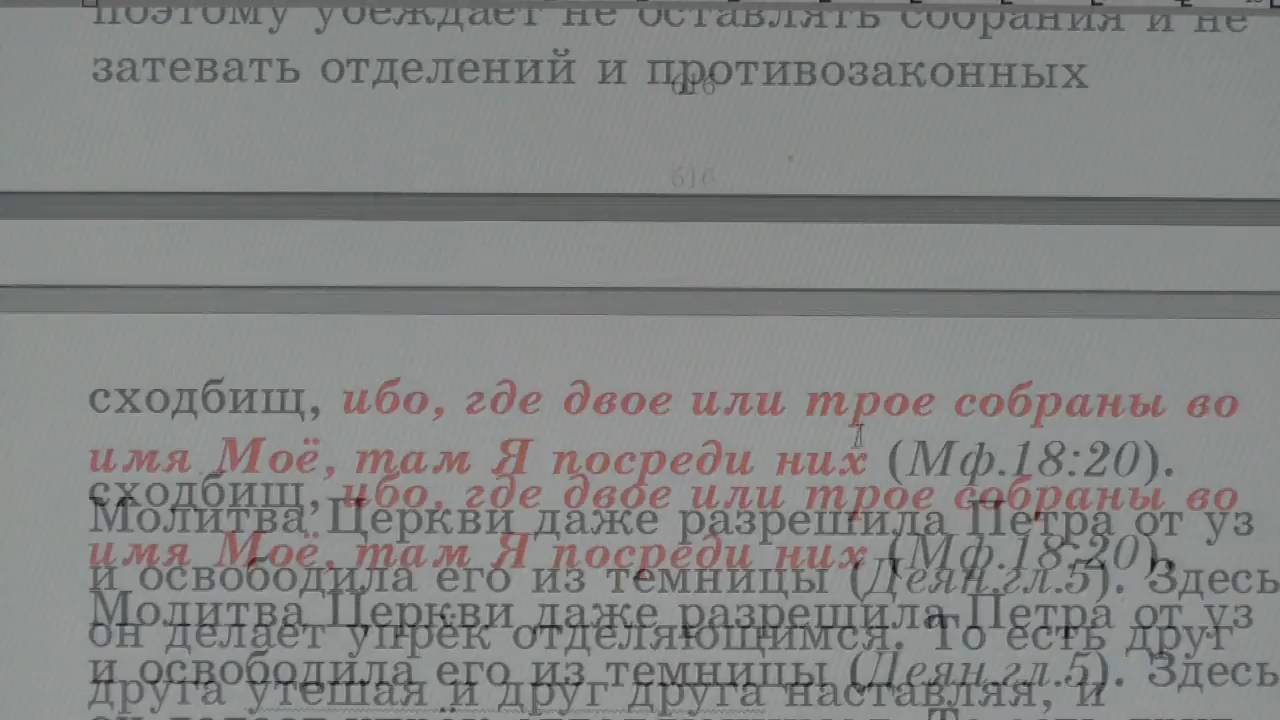 поэтому убеждает не оставлять собрания и не
затевать отделений и противозаконных
616
616
сходбищ, ибо, где двое или трое собраны во
имя Моё, там Я посреди них (Мф.18:20).
сходбищ, ибо, где двое или трое собраны во
Молитва Церкви даже разрешила Петра от уз
имя Моё, там Я посреди них (Мф.18:20).
и освободила его из темницы (Деян.гл.5). Здесь
Молитва Церкви даже разрешила Петра от уз
он делает упрёк отделяющимся. То есть друг
и освободила его из темницы (Деян.гл.5). Здесь
друга утешая и друг друга наставляя, и